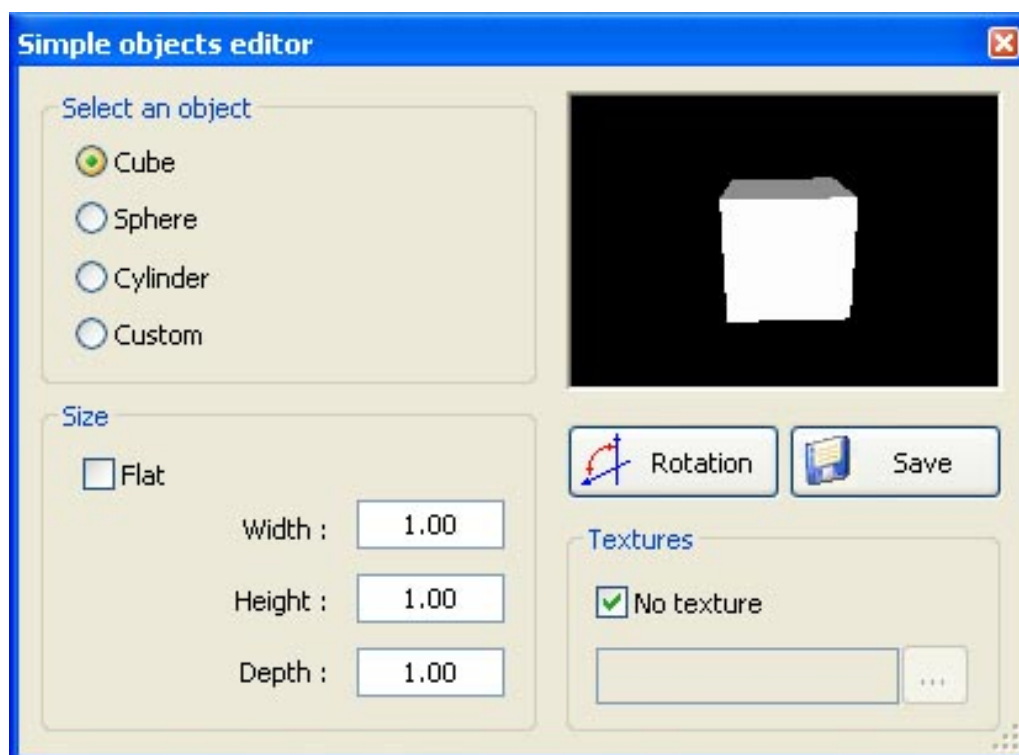 Simple objects editor
Select an object
Cube
Sphere
Cylinder
Custom
Size
Flat
Width : 1.00
Height : 1.00
Depth : 1.00
Rotation
Save
Textures
No texture
...